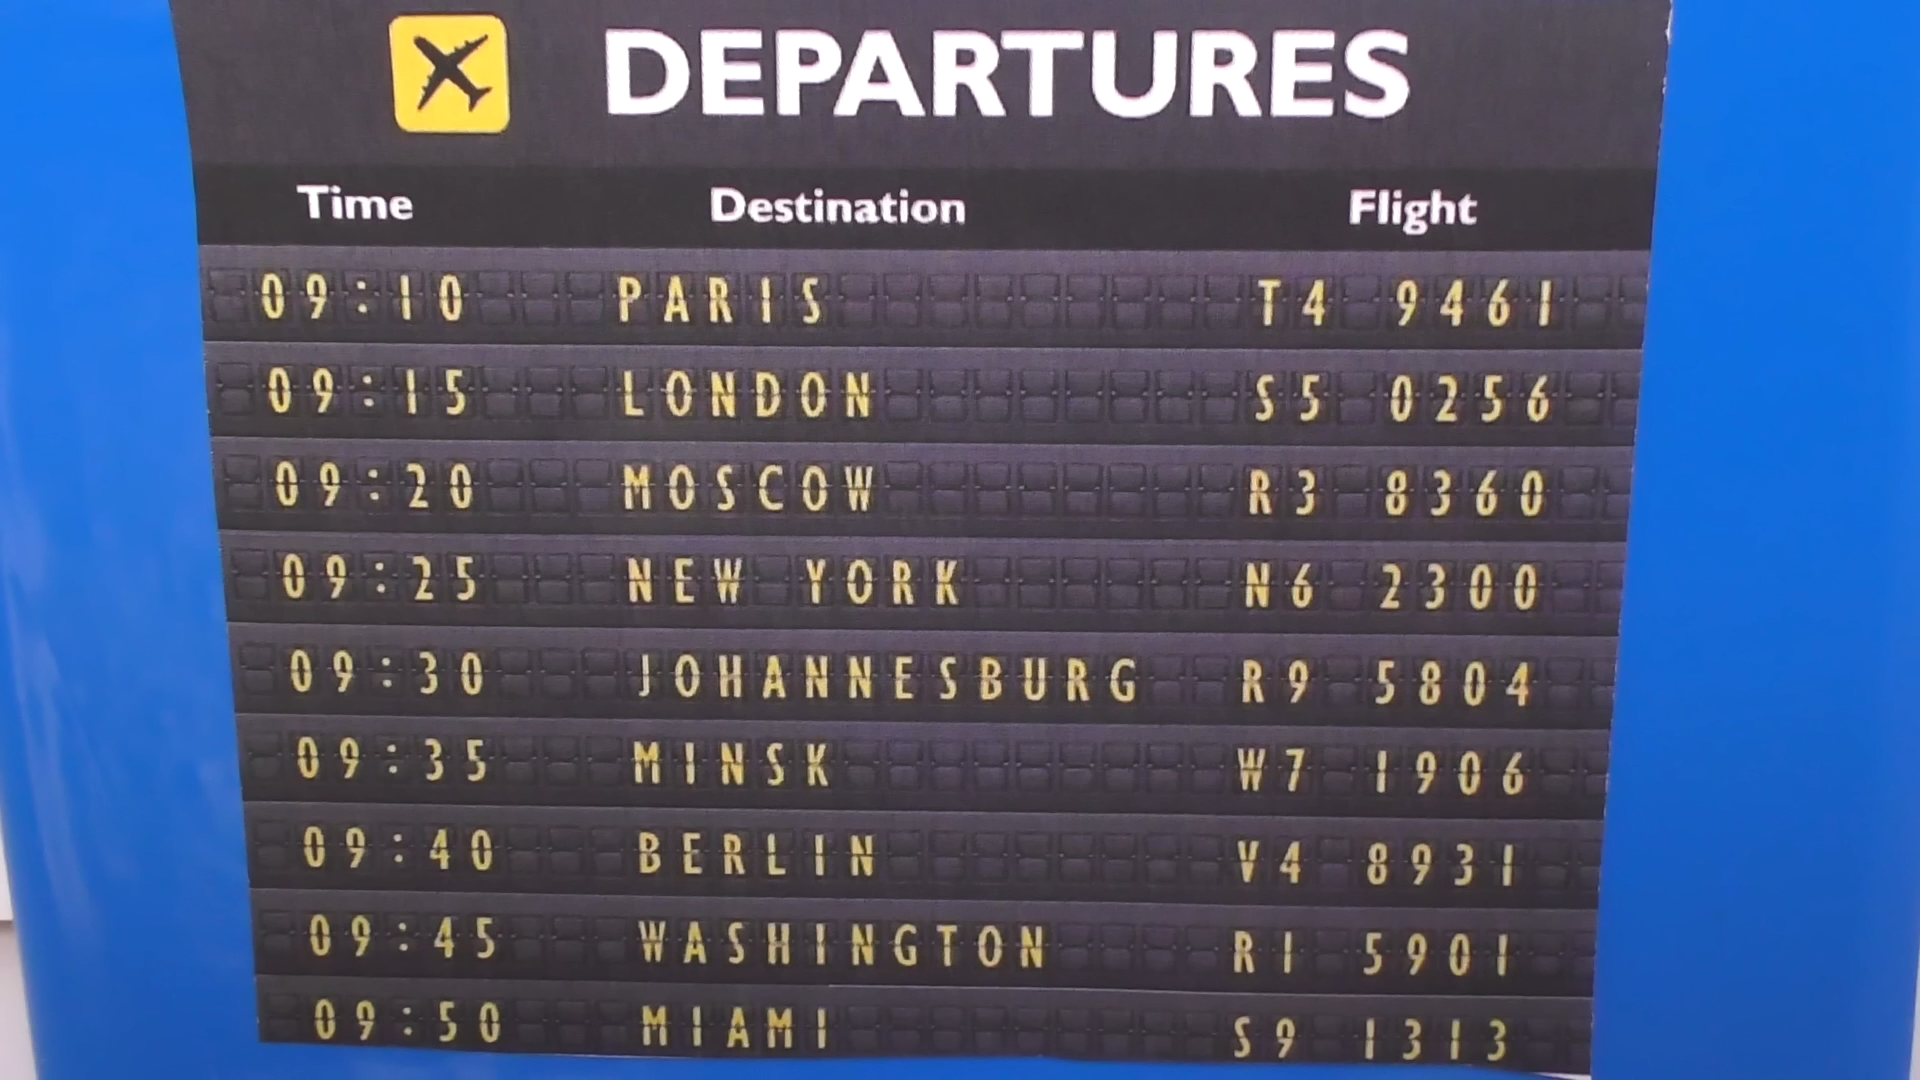 DEPARTURES
Time Destination Flight
09:10 PARIS T4 9461
09:15 LONDON S5 0256
09:20 MOSCOW R3 8360
09:25 NEW YORK N6 2300
09:30 JOHANNESBURG R9 5804
09:35 MINSK W7 1906
09:40 BERLIN V4 8931
09:45 WASHINGTON R1 5901
09:50 MIAMI S9 1313